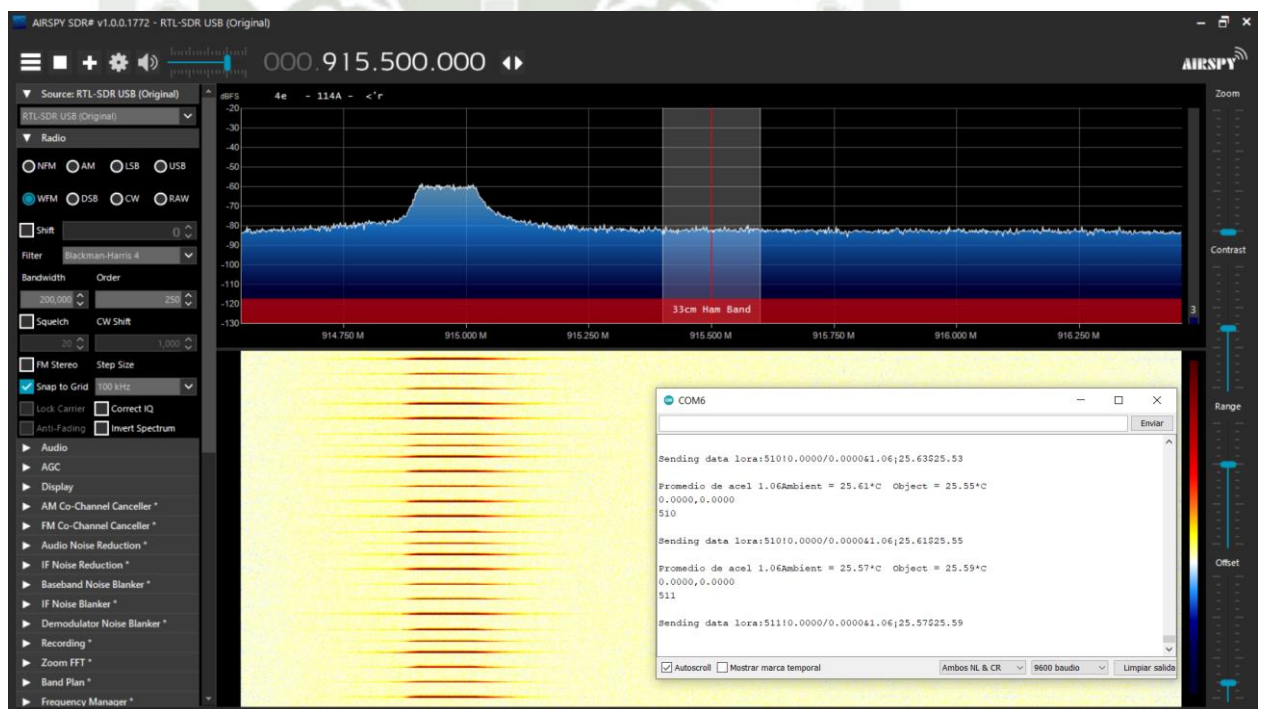 AIRSPY SDR# v1.0.0.1772 - RTL-SDR USB (Original)
000.915.500.000
AIRSPY
Source: RTL-SDR USB (Original)
RTL-SDR USB (Original)
Radio
NFM AM LSB USB
WFM DSB CW RAW
Shift 0
Filter Blackman-Harris 4
Bandwidth Order
200,000 250
Squelch CW Shift
20 1,000
FM Stereo Step Size
Snap to Grid 100 kHz
Lock Carrier Correct IQ
Anti-Fading Invert Spectrum
Audio
AGC
Display
AM Co-Channel Canceller *
FM Co-Channel Canceller *
Audio Noise Reduction *
IF Noise Reduction *
Baseband Noise Blanker *
IF Noise Blanker *
Demodulator Noise Blanker *
Recording *
Zoom FFT *
Band Plan *
Frequency Manager *
dBFS 4e - 114A - <'r
-20
-30
-40
-50
-60
-70
-80
-90
-100
-110
-120
-130
33cm Ham Band
3
914.750 M 915.000 M 915.250 M 915.500 M 915.750 M 916.000 M 916.250 M
Zoom
Contrast
Range
Offset
COM6
Enviar
Sending data lora:510!0.0000/0.0000&1.06;25.63$25.53
Promedio de acel 1.06Ambient = 25.61*C Object = 25.55*C
0.0000,0.0000
510
Sending data lora:510!0.0000/0.0000&1.06;25.61$25.55
Promedio de acel 1.06Ambient = 25.57*C Object = 25.59*C
0.0000,0.0000
511
Sending data lora:511!0.0000/0.0000&1.06;25.57$25.59
Autoscroll Mostrar marca temporal Ambos NL & CR 9600 baudio Limpiar salida